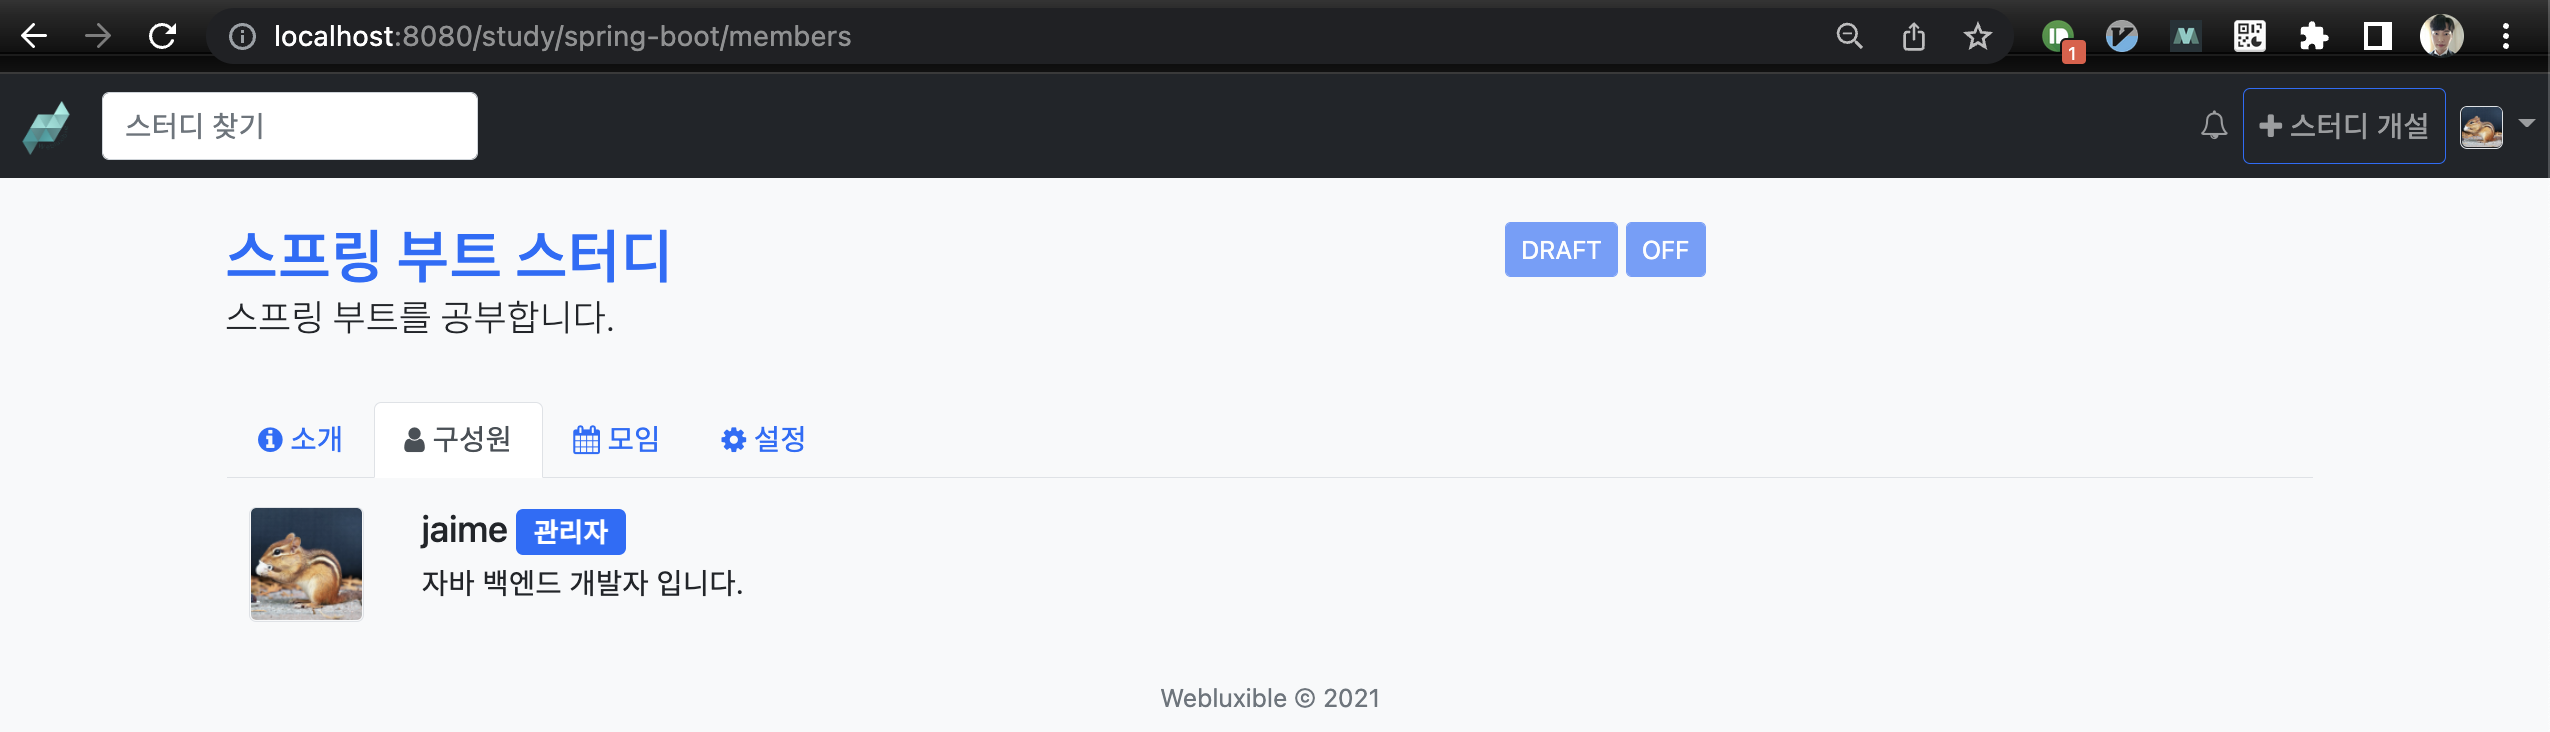 localhost:8080/study/spring-boot/members
1
스터디 찾기
스터디 개설
스프링 부트 스터디
DRAFT OFF
스프링 부트를 공부합니다.
소개 구성원 모임 설정
jaime 관리자
자바 백엔드 개발자 입니다.
Webluxible © 2021